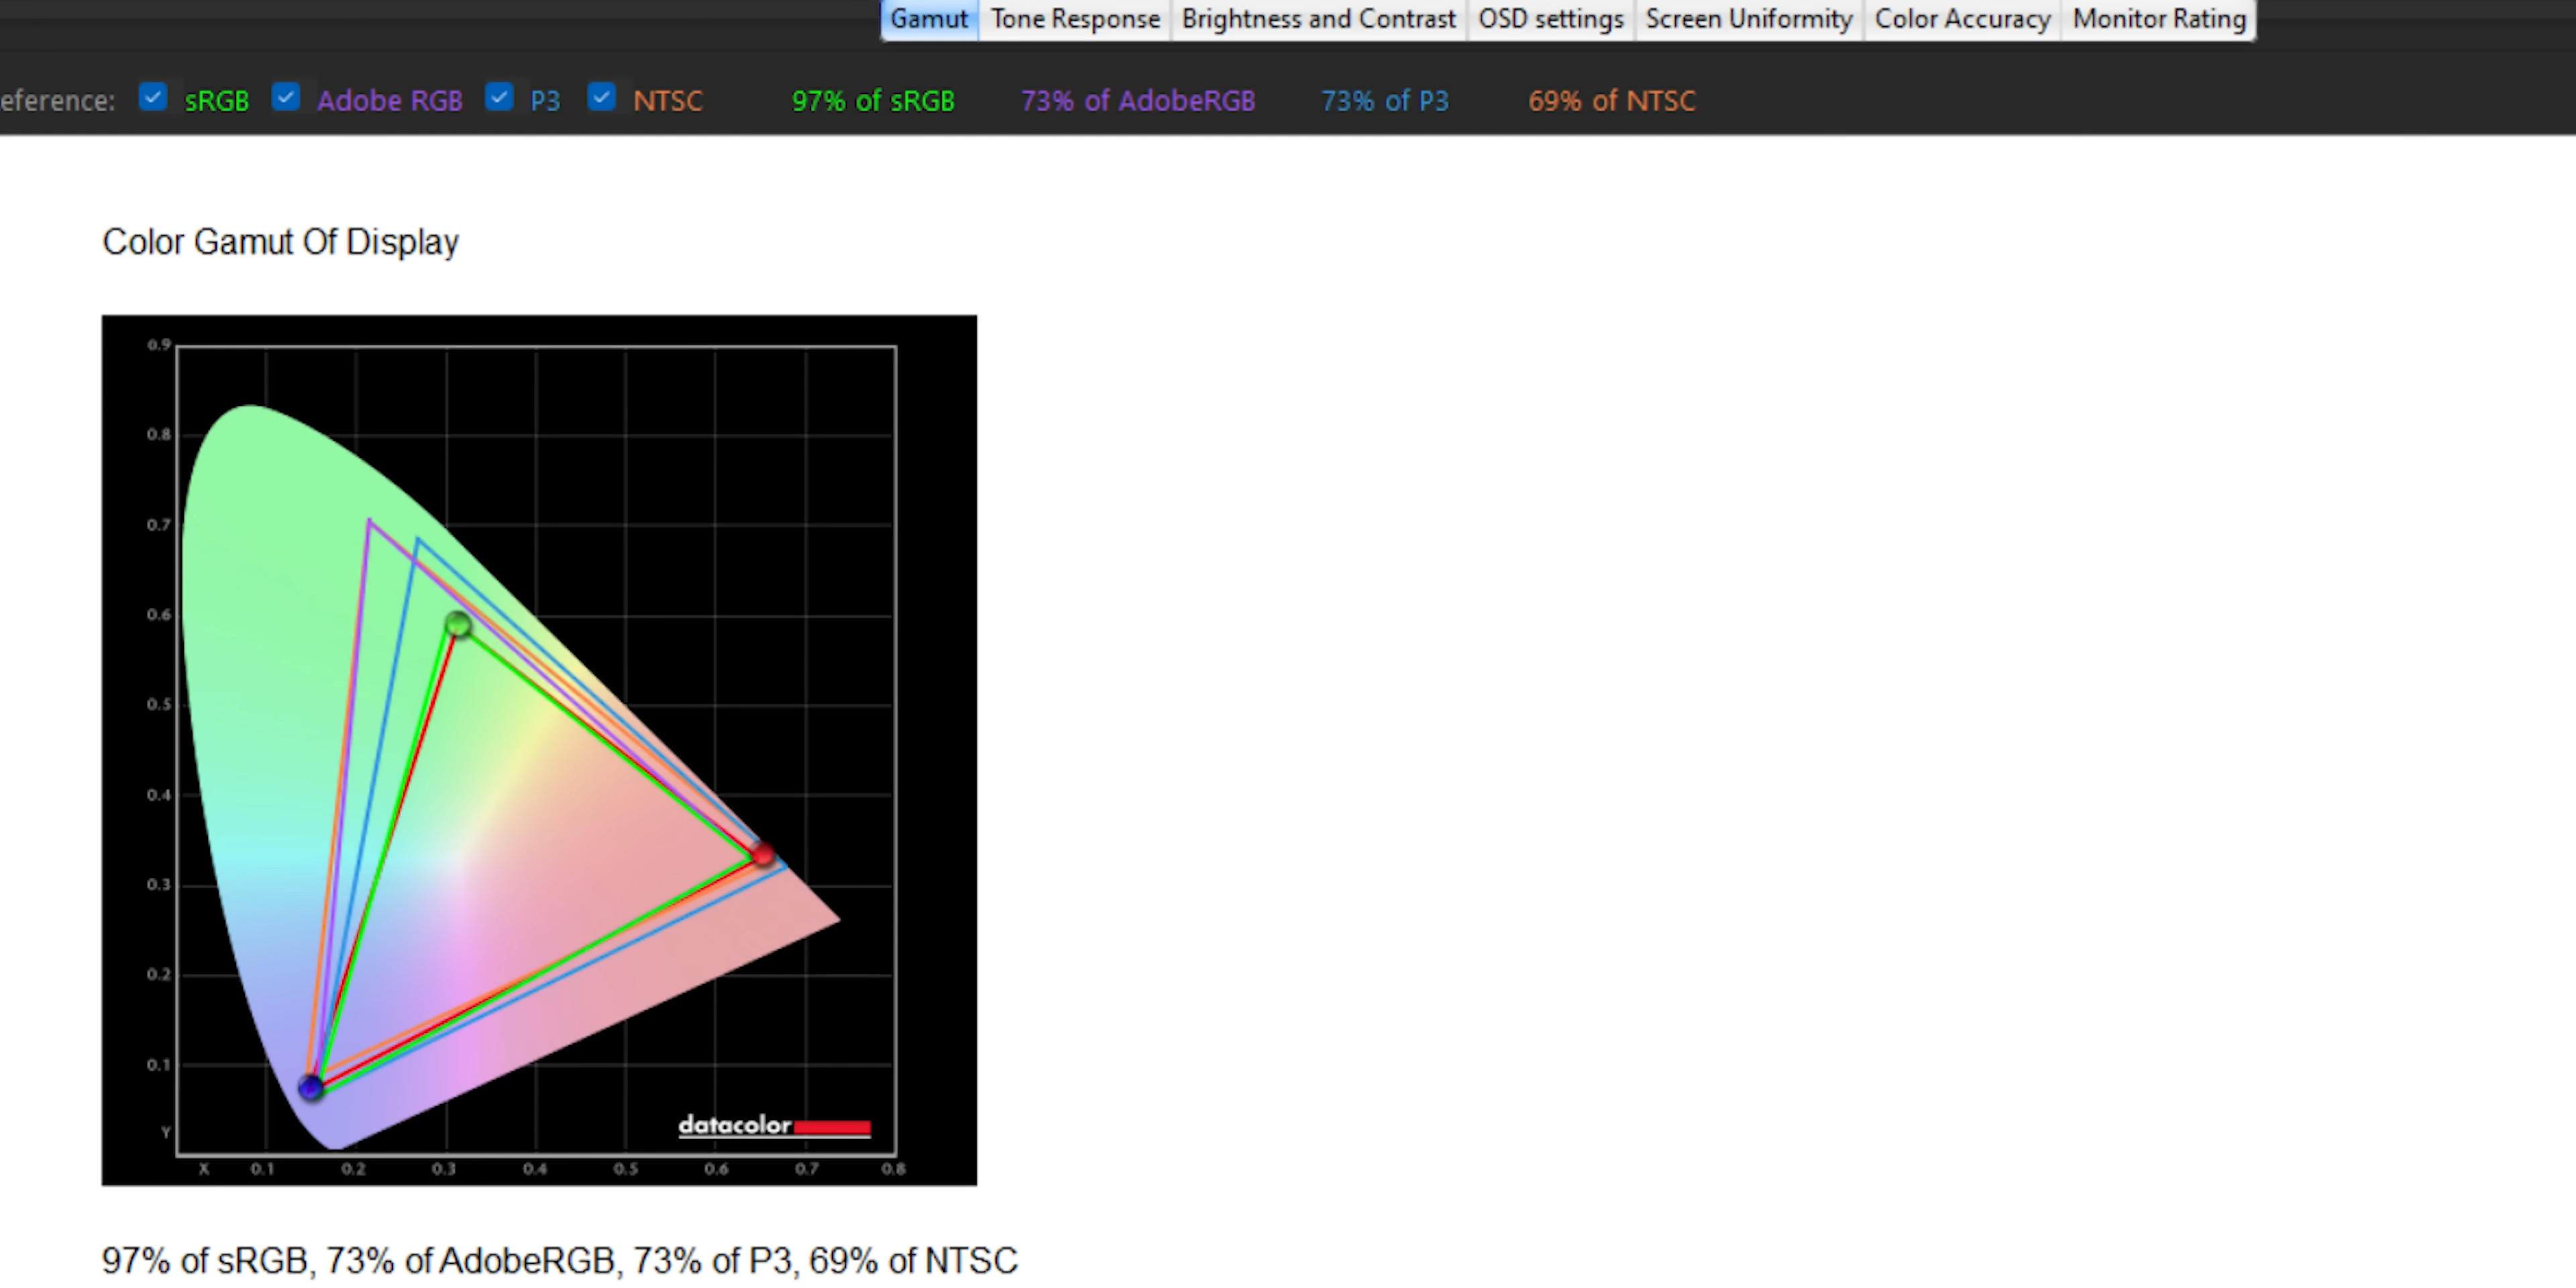 Gamut Tone Response Brightness and Contrast OSD settings Screen Uniformity Color Accuracy Monitor Rating
eference: sRGB Adobe RGB P3 NTSC 97% of sRGB 73% of AdobeRGB 73% of P3 69% of NTSC
Color Gamut Of Display
0.9
0.8
0.7
0.6
0.5
0.4
0.3
0.2
0.1
Y
datacolor
X 0.1 0.2 0.3 0.4 0.5 0.6 0.7 0.8
97% of sRGB, 73% of AdobeRGB, 73% of P3, 69% of NTSC